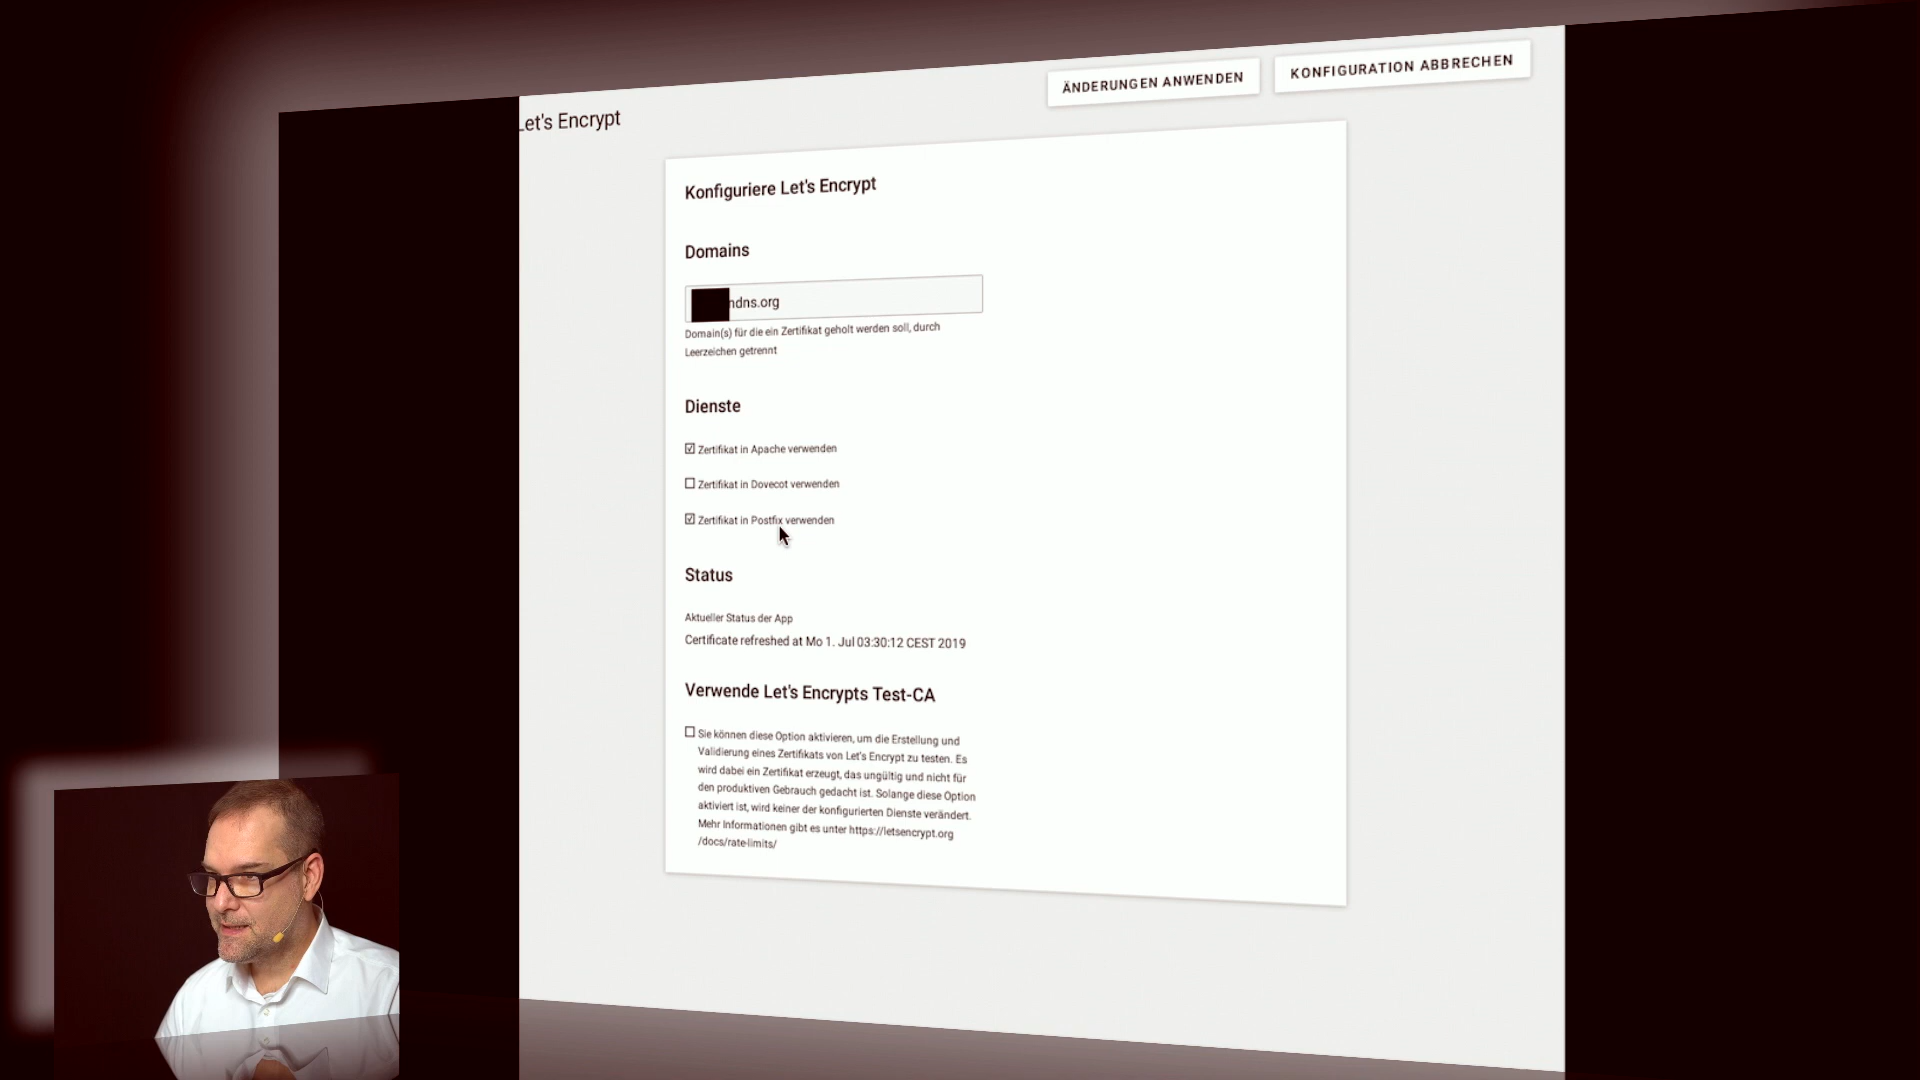 ÄNDERUNGEN ANWENDEN
KONFIGURATION ABBRECHEN
Let's Encrypt
Konfiguriere Let's Encrypt
Domains
ndns.org
Domain(s) für die ein Zertifikat geholt werden soll, durch
Leerzeichen getrennt
Dienste
Zertifikat in Apache verwenden
Zertifikat in Dovecot verwenden
Zertifikat in Postfix verwenden
Status
Aktueller Status der App
Certificate refreshed at Mo 1. Jul 03:30:12 CEST 2019
Verwende Let's Encrypts Test-CA
Sie können diese Option aktivieren, um die Erstellung und
Validierung eines Zertifikats von Let's Encrypt zu testen. Es
wird dabei ein Zertifikat erzeugt, das ungültig und nicht für
den produktiven Gebrauch gedacht ist. Solange diese Option
aktiviert ist, wird keiner der konfigurierten Dienste verändert.
Mehr Informationen gibt es unter https://letsencrypt.org
/docs/rate-limits/